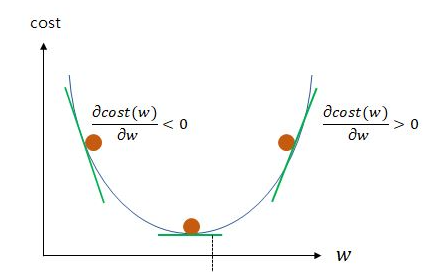 cost
∂cost(w)/∂w < 0
∂cost(w)/∂w > 0
w